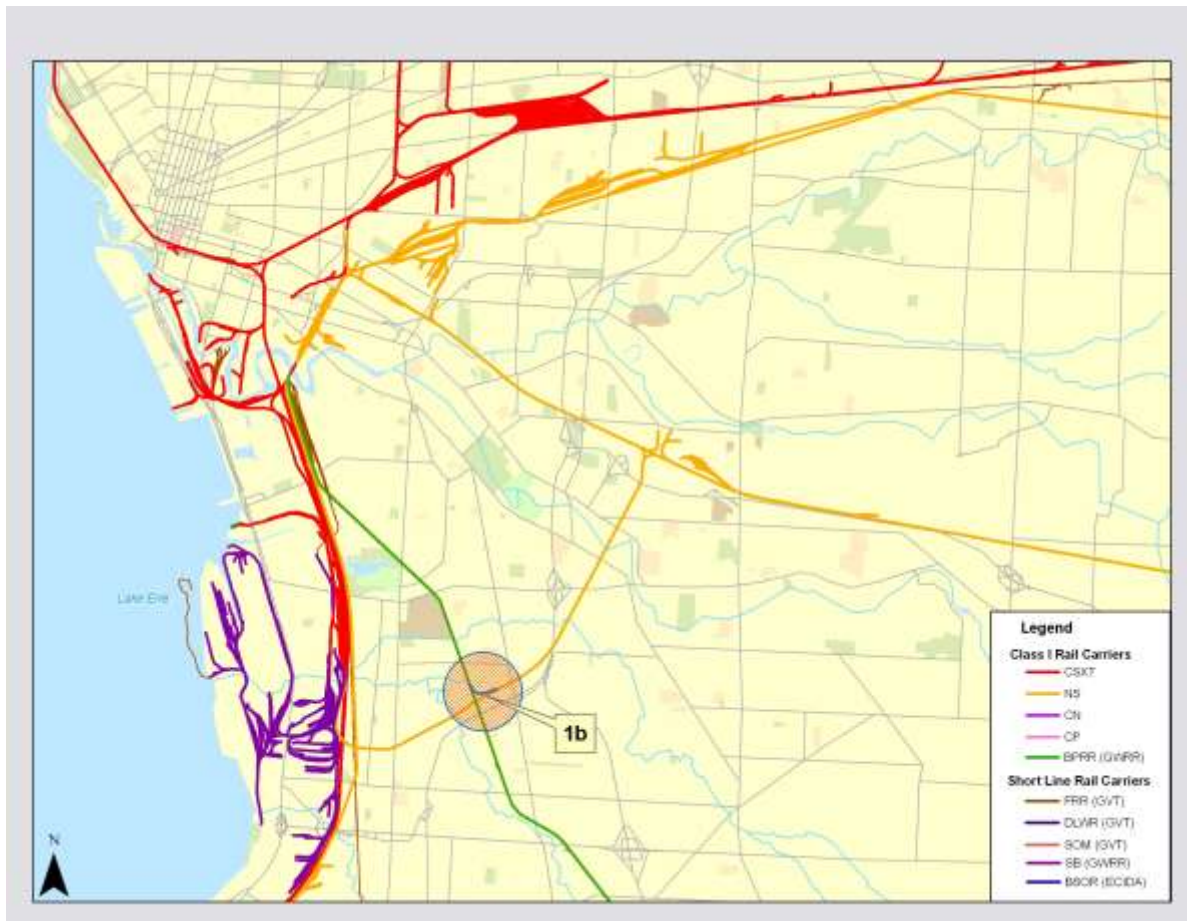 Lake Erie
1b
N
Legend
Class I Rail Carriers
CSXT
NS
CN
CP
BPRR (GWRR)
Short Line Rail Carriers
FRR (GVT)
DLWR (GVT)
SOM (GVT)
SB (GWRR)
BSOR (ECIDA)